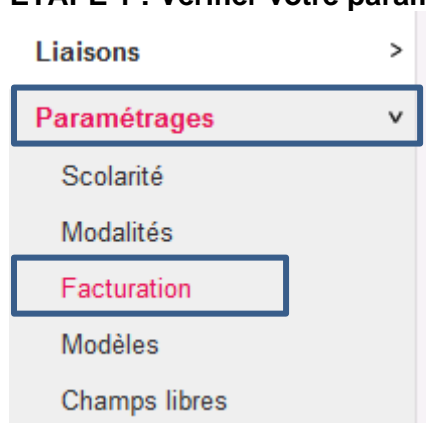 Liaisons >
Paramétrages v
Scolarité
Modalités
Facturation
Modèles
Champs libres